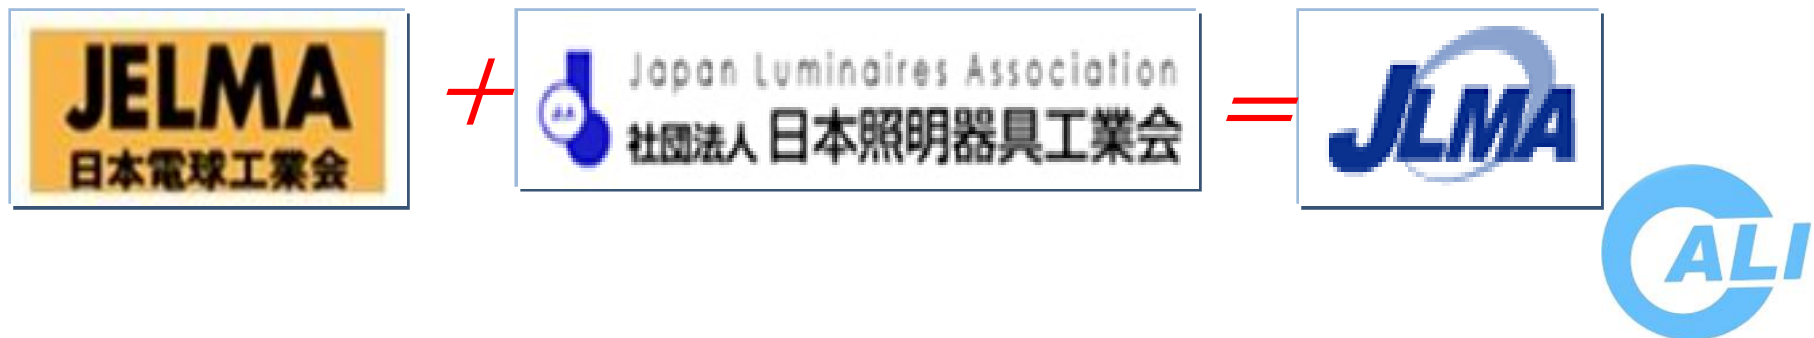 JELMA
日本電球工業会
+
Japan Luminaires Association
社団法人 日本照明器具工業会
=
JLMA
CALI